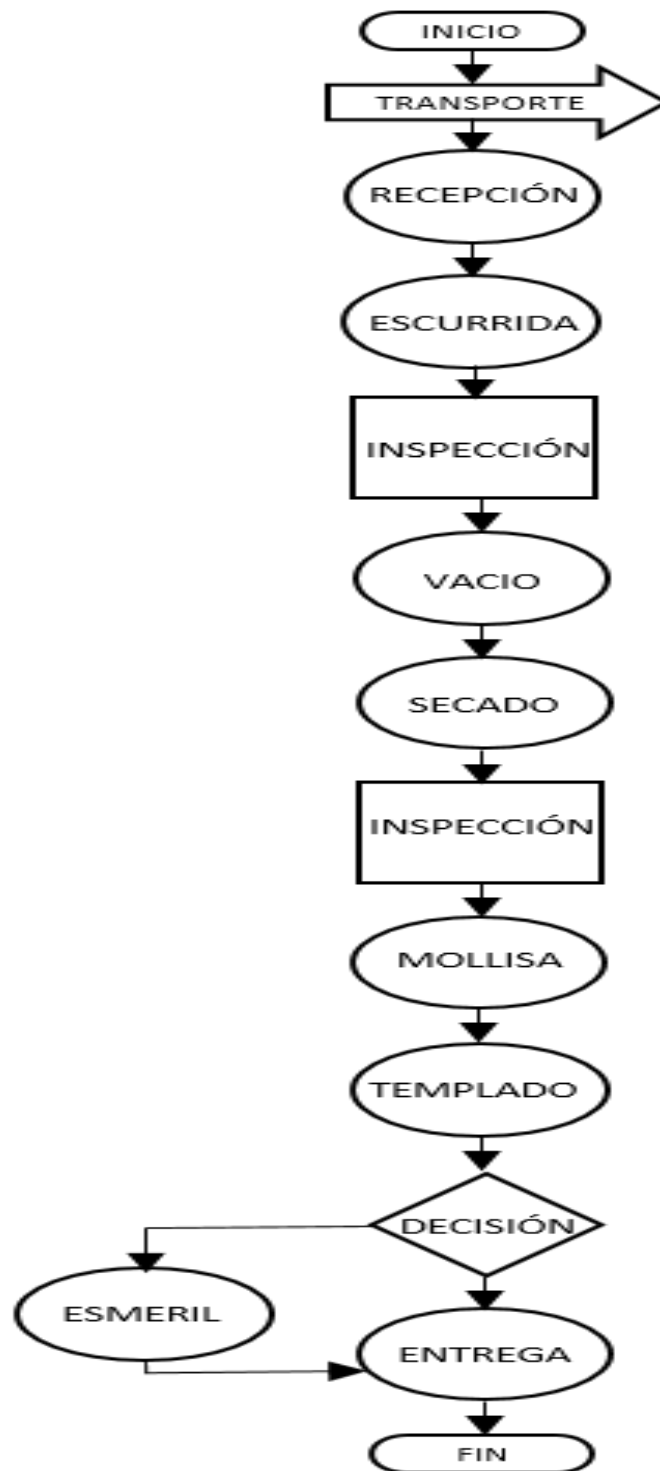 INICIO
TRANSPORTE
RECEPCIÓN
ESCURRIDA
INSPECCIÓN
VACIO
SECADO
INSPECCIÓN
MOLLISA
TEMPLADO
DECISIÓN
ESMERIL
ENTREGA
FIN